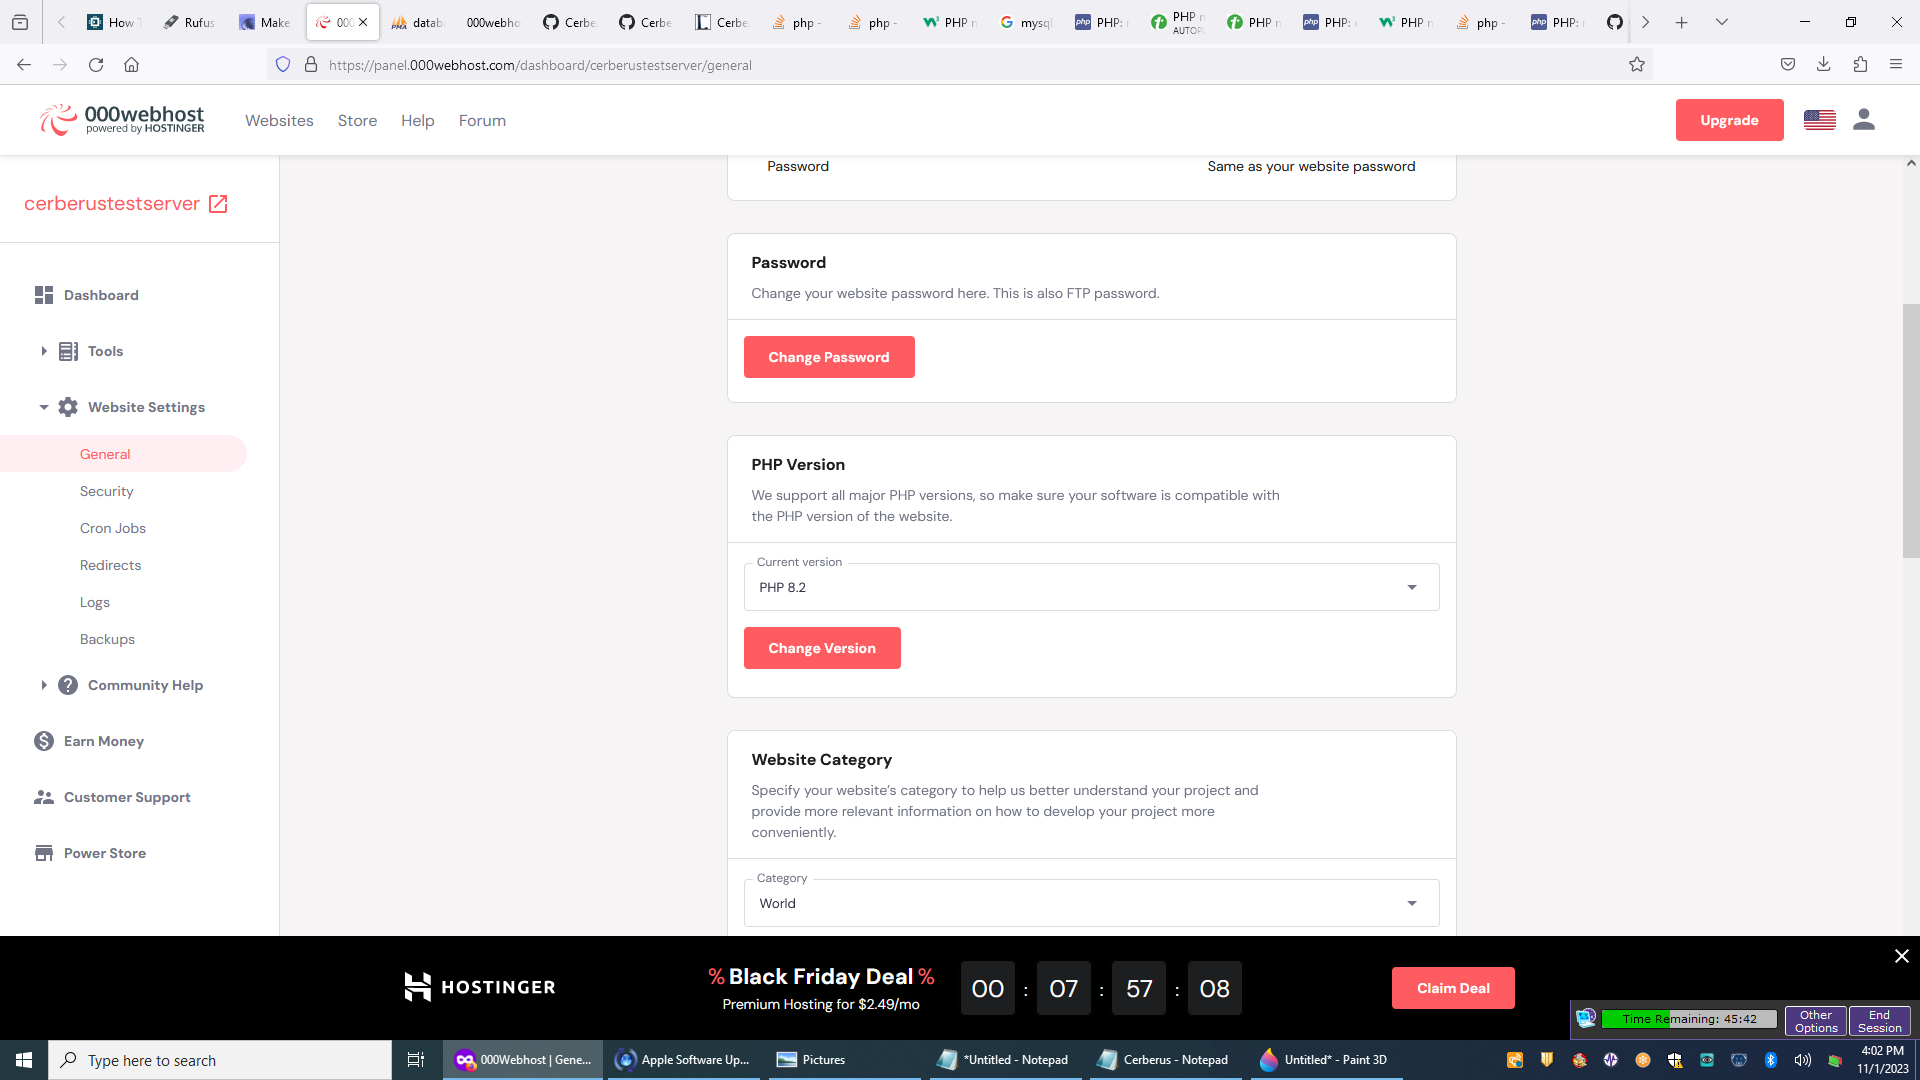 How T
Rufus
Make
000
datab
000webho
Cerbe
Cerbe
Cerbe
php -
php -
PHP n
mysq
PHP:
PHP n
AUTOPL
PHP n
PHP: e
PHP n
php -
PHP: r
https://panel.000webhost.com/dashboard/cerberustestserver/general
000webhost
powered by HOSTINGER
Websites
Store
Help
Forum
Upgrade
cerberustestserver
Dashboard
Tools
Website Settings
General
Security
Cron Jobs
Redirects
Logs
Backups
Community Help
Earn Money
Customer Support
Power Store
Password
Same as your website password
Password
Change your website password here. This is also FTP password.
Change Password
PHP Version
We support all major PHP versions, so make sure your software is compatible with
the PHP version of the website.
Current version
PHP 8.2
Change Version
Website Category
Specify your website's category to help us better understand your project and
provide more relevant information on how to develop your project more
conveniently.
Category
World
HOSTINGER
% Black Friday Deal %
Premium Hosting for $2.49/mo
00 : 07 : 57 : 08
Claim Deal
Time Remaining: 45:42
Other Options
End Session
Type here to search
000Webhost | Gene...
Apple Software Up...
Pictures
*Untitled - Notepad
Cerberus - Notepad
Untitled* - Paint 3D
4:02 PM
11/1/2023